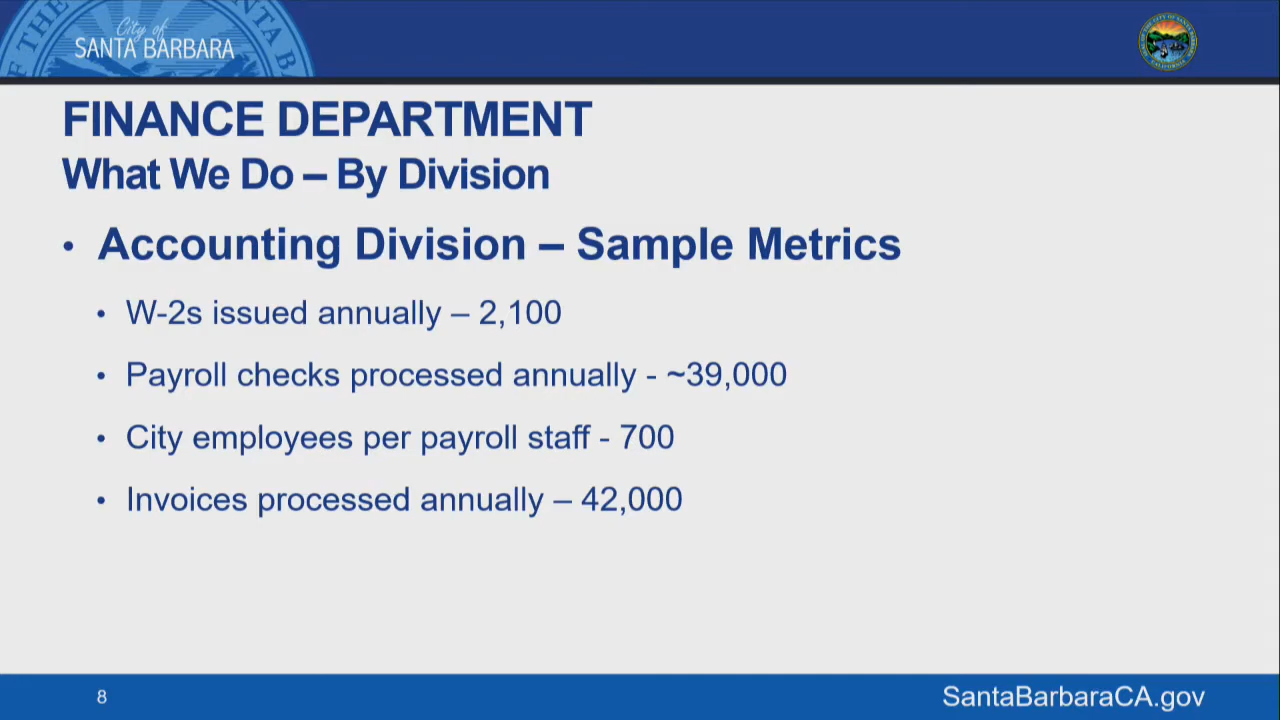 City of
SANTA BARBARA
FINANCE DEPARTMENT
What We Do – By Division
• Accounting Division – Sample Metrics
• W-2s issued annually – 2,100
• Payroll checks processed annually - ~39,000
• City employees per payroll staff - 700
• Invoices processed annually – 42,000
8
SantaBarbaraCA.gov